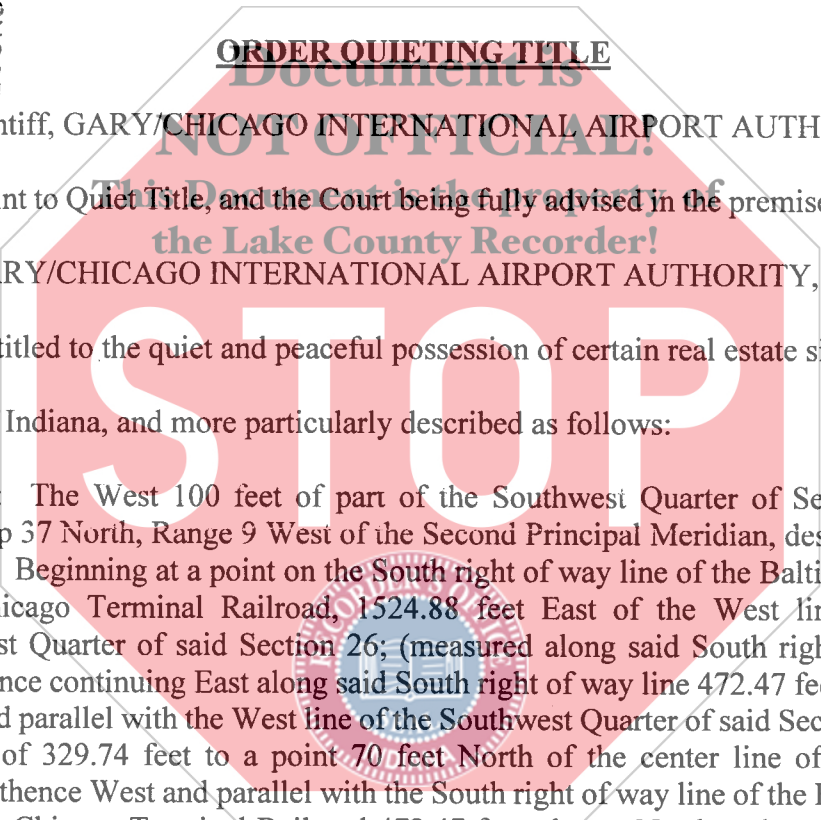 ORDER QUIETING TITLE
Document is
ntiff, GARY/CHICAGO INTERNATIONAL AIRPORT AUTH
NOT OFFICIAL!
This Document is the property of
nt to Quiet Title, and the Court being fully advised in the premise
the Lake County Recorder!
RY/CHICAGO INTERNATIONAL AIRPORT AUTHORITY,
STOP
titled to the quiet and peaceful possession of certain real estate si
Indiana, and more particularly described as follows:
: The West 100 feet of part of the Southwest Quarter of Se
p 37 North, Range 9 West of the Second Principal Meridian, des
Beginning at a point on the South right of way line of the Balti
icago Terminal Railroad, 1524.88 feet East of the West lin
st Quarter of said Section 26; (measured along said South righ
nce continuing East along said South right of way line 472.47 fe
d parallel with the West line of the Southwest Quarter of said Sec
of 329.74 feet to a point 70 feet North of the center line of
thence West and parallel with the South right of way line of the
RECORDER'S OFFICE